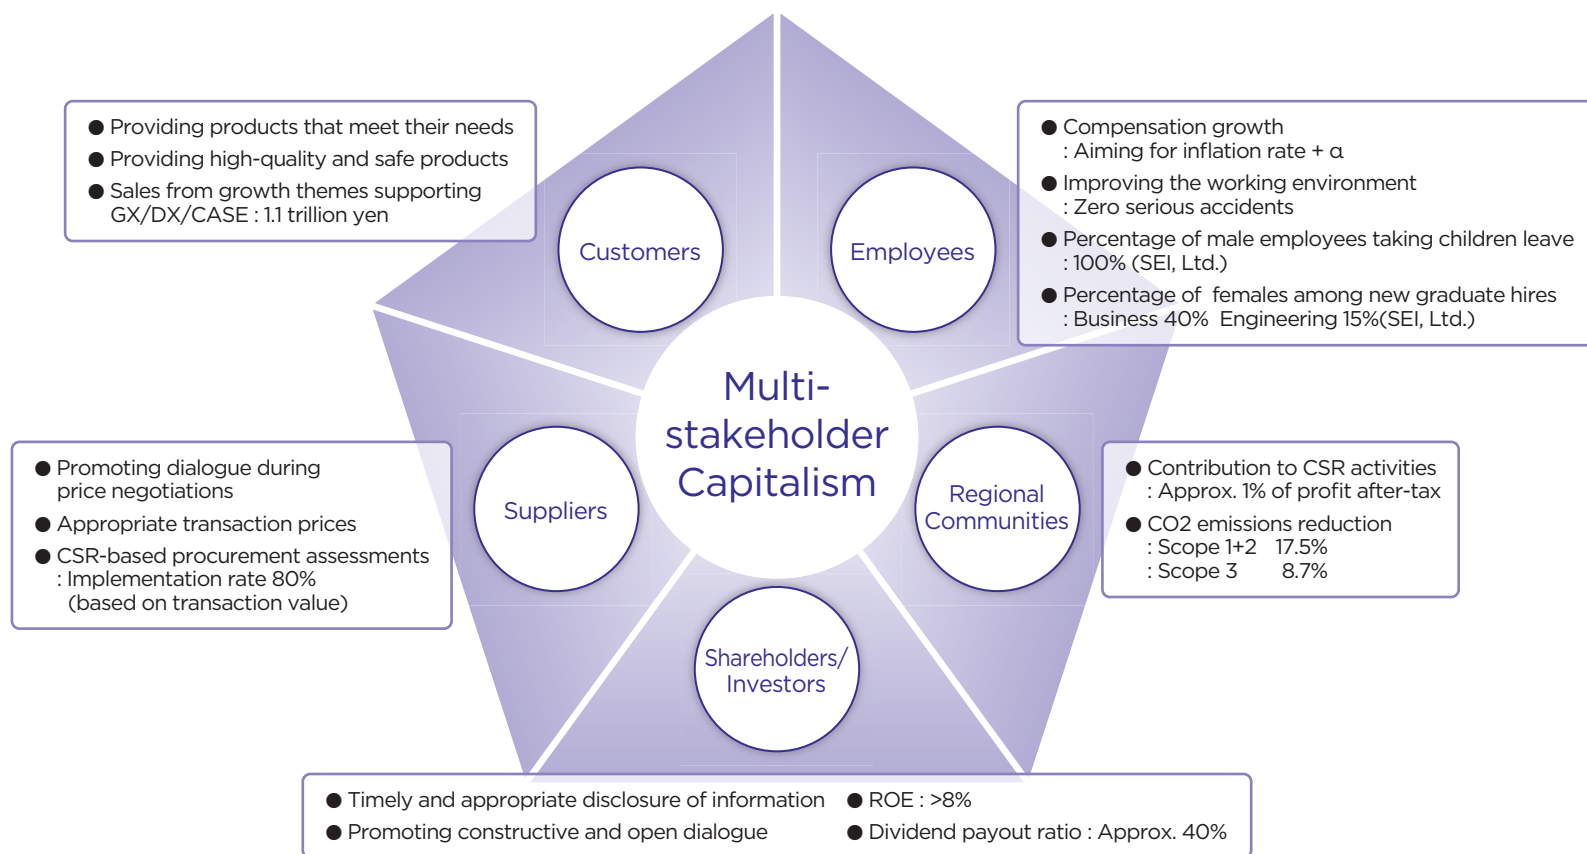 ● Providing products that meet their needs
● Providing high-quality and safe products
● Sales from growth themes supporting
GX/DX/CASE : 1.1 trillion yen
Customers
Employees
● Compensation growth
: Aiming for inflation rate + α
● Improving the working environment
: Zero serious accidents
● Percentage of male employees taking children leave
: 100% (SEI, Ltd.)
● Percentage of females among new graduate hires
: Business 40% Engineering 15%(SEI, Ltd.)
Multi-
stakeholder
Capitalism
● Promoting dialogue during
price negotiations
● Appropriate transaction prices
● CSR-based procurement assessments
: Implementation rate 80%
(based on transaction value)
Suppliers
Regional
Communities
● Contribution to CSR activities
: Approx. 1% of profit after-tax
● CO2 emissions reduction
: Scope 1+2 17.5%
: Scope 3 8.7%
Shareholders/
Investors
● Timely and appropriate disclosure of information
● Promoting constructive and open dialogue
● ROE : >8%
● Dividend payout ratio : Approx. 40%